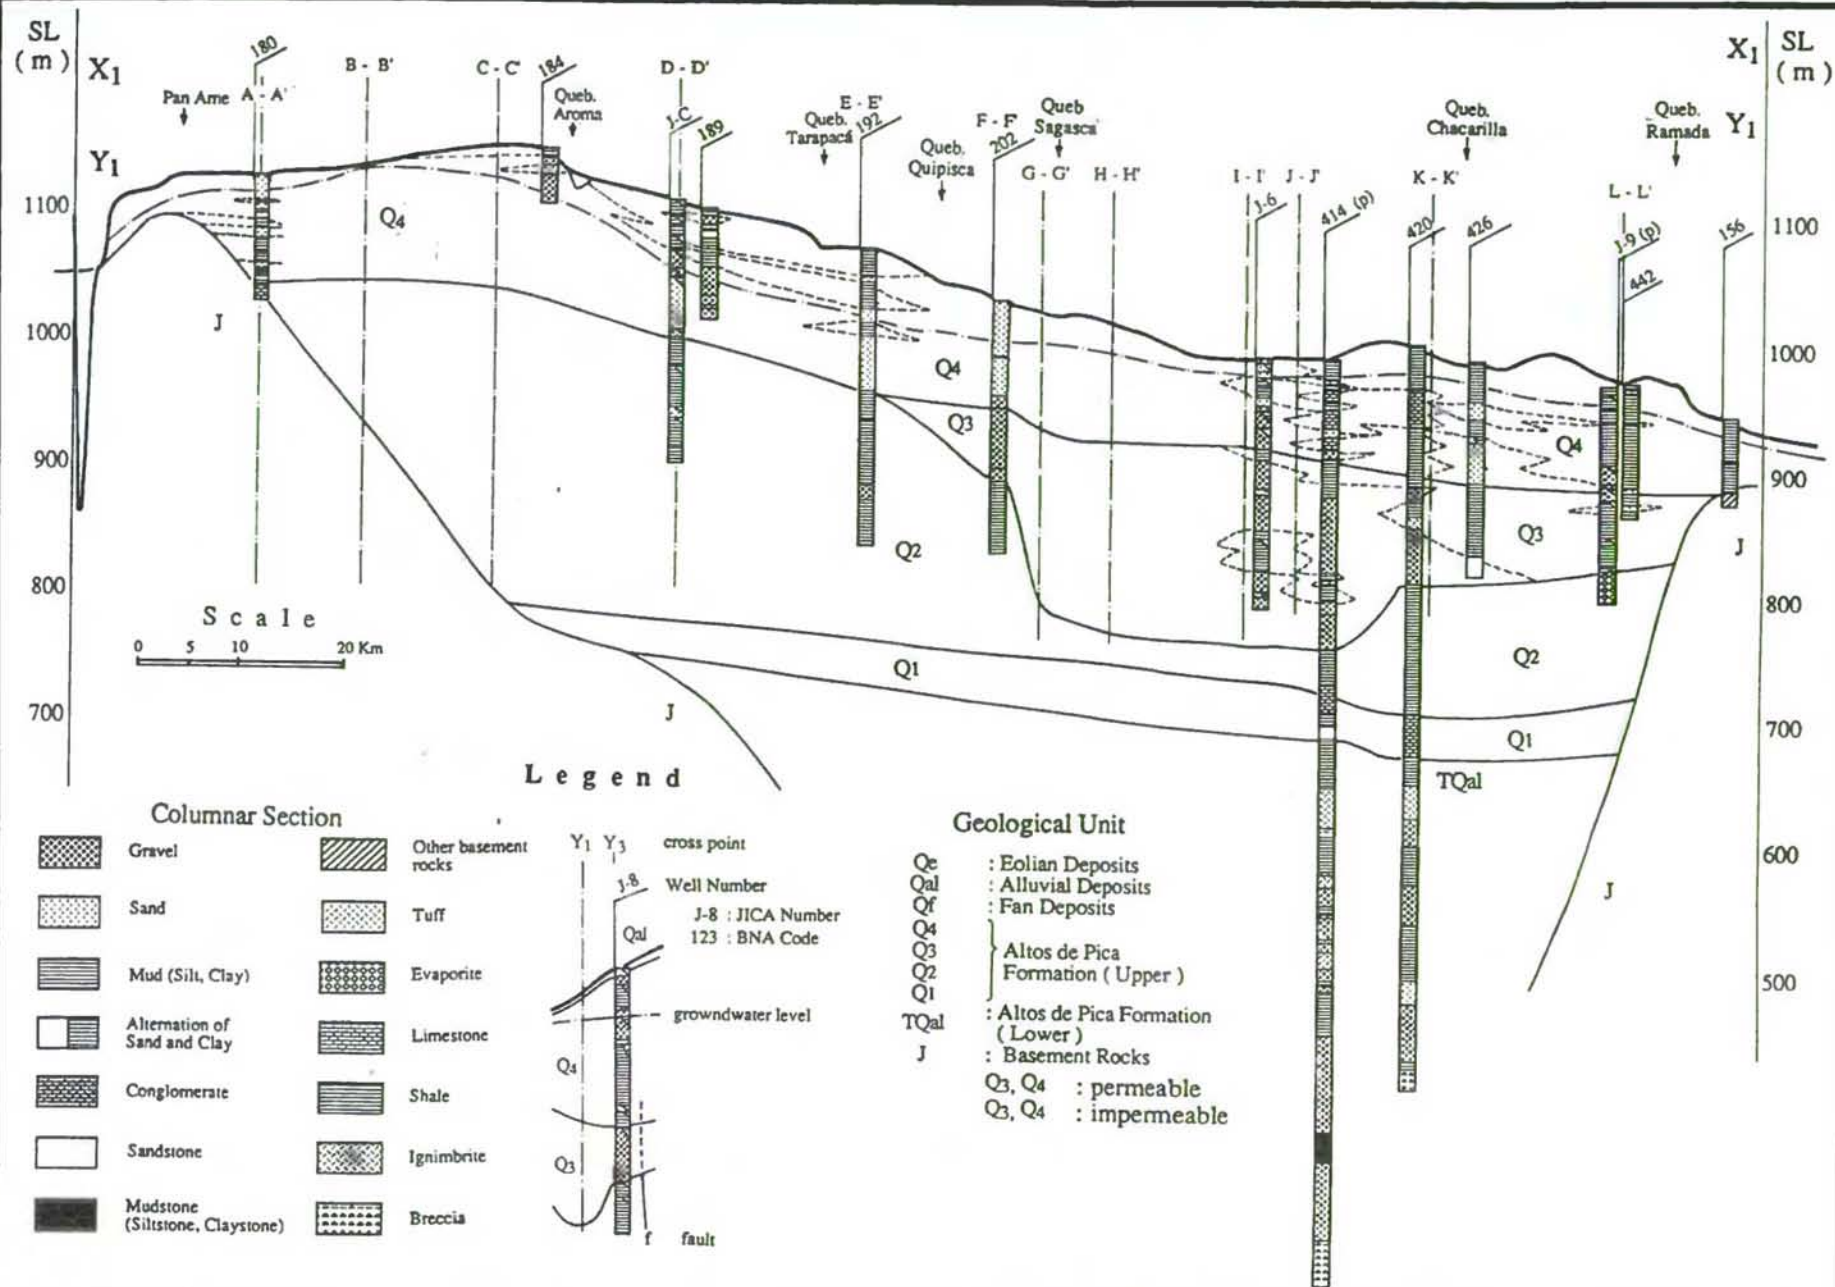 SL
(m)
X1
Y1
1100
1000
900
800
700
Pan Ame
180
A - A'
B - B'
C - C'
184
Queb.
Aroma
D - D'
J-C
189
E - E'
Queb.
Tarapacá
192
Queb.
Quipisca
F - F'
202
Queb
Sagasca
G - G'
H - H'
I - I'
J-6
J - J'
414 (p)
420
K - K'
Queb.
Chacarilla
426
L - L'
J-9 (p)
442
Queb.
Ramada
156
X1
Y1
SL
(m)
1100
1000
900
800
700
600
500
Q4
J
Q4
Q3
Q2
Q1
J
Q4
Q3
J
Q2
Q1
TQal
J
Scale
0 5 10 20 Km
Legend
Columnar Section
Gravel
Sand
Mud (Silt, Clay)
Alternation of
Sand and Clay
Conglomerate
Sandstone
Mudstone
(Siltstone, Claystone)
Other basement
rocks
Tuff
Evaporite
Limestone
Shale
Ignimbrite
Breccia
Y1 Y3 cross point
J-8 Well Number
J-8 : JICA Number
123 : BNA Code
Qal
growndwater level
Q4
Q3
f fault
Geological Unit
Qe : Eolian Deposits
Qal : Alluvial Deposits
Qf : Fan Deposits
Q4
Q3 Altos de Pica
Q2 Formation ( Upper )
Q1
TQal : Altos de Pica Formation
( Lower )
J : Basement Rocks
Q3, Q4 : permeable
Q3, Q4 : impermeable